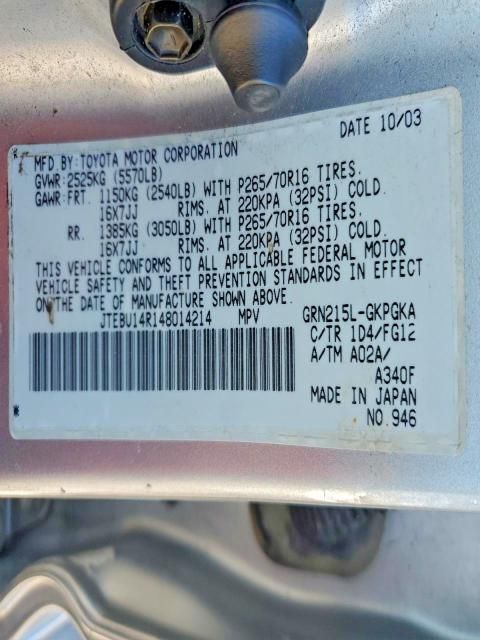 DATE 10/03
MFD BY:TOYOTA MOTOR CORPORATION
GVWR:2525KG (5570LB)
GAWR:FRT. 1150KG (2540LB) WITH P265/70R16 TIRES.
16X7JJ RIMS. AT 220KPA (32PSI) COLD.
RR. 1385KG (3050LB) WITH P265/70R16 TIRES.
16X7JJ RIMS. AT 220KPA (32PSI) COLD.
THIS VEHICLE CONFORMS TO ALL APPLICABLE FEDERAL MOTOR
VEHICLE SAFETY AND THEFT PREVENTION STANDARDS IN EFFECT
ON THE DATE OF MANUFACTURE SHOWN ABOVE.
JTEBU14R148014214 MPV GRN215L-GKPGKA
C/TR 1D4/FG12
A/TM A02A/
A340F
MADE IN JAPAN
NO.946